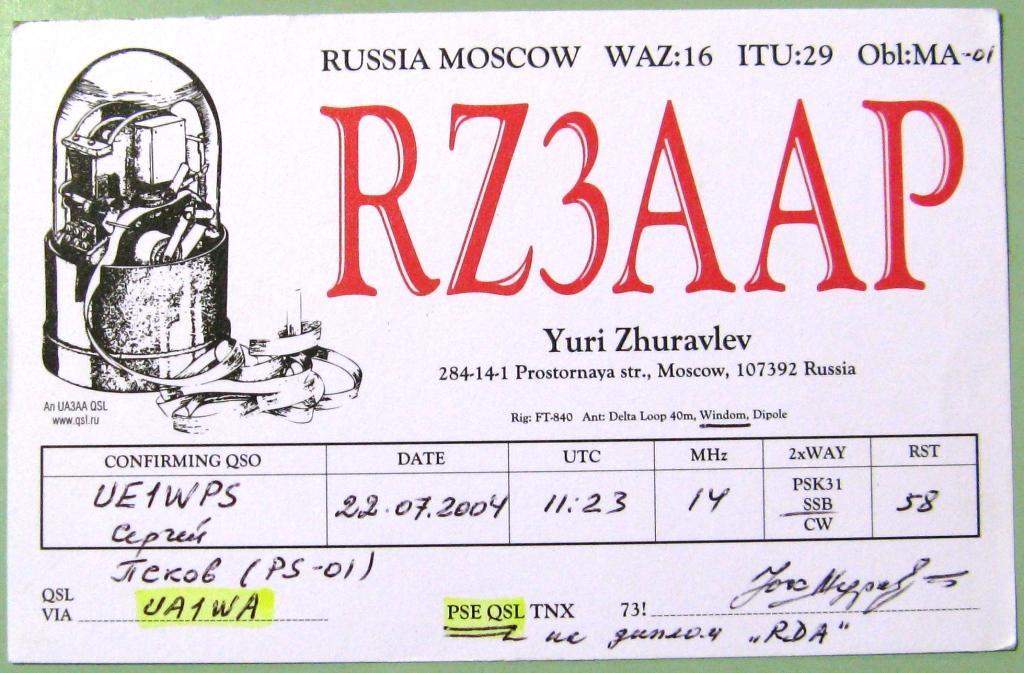 RUSSIA MOSCOW WAZ:16 ITU:29 Obl:MA-01
RZ3AAP
Yuri Zhuravlev
284-14-1 Prostornaya str., Moscow, 107392 Russia
An UA3AA QSL
www.qsl.ru
Rig: FT-840 Ant: Delta Loop 40m, Windom, Dipole
CONFIRMING QSO DATE UTC MHz 2xWAY RST
UE1WPS 22.07.2004 11:23 14 PSK31 SSB CW 58
Сергей
Псков (PS-01)
QSL VIA UA1WA PSE QSL TNX 73!
на диплом „RDA"